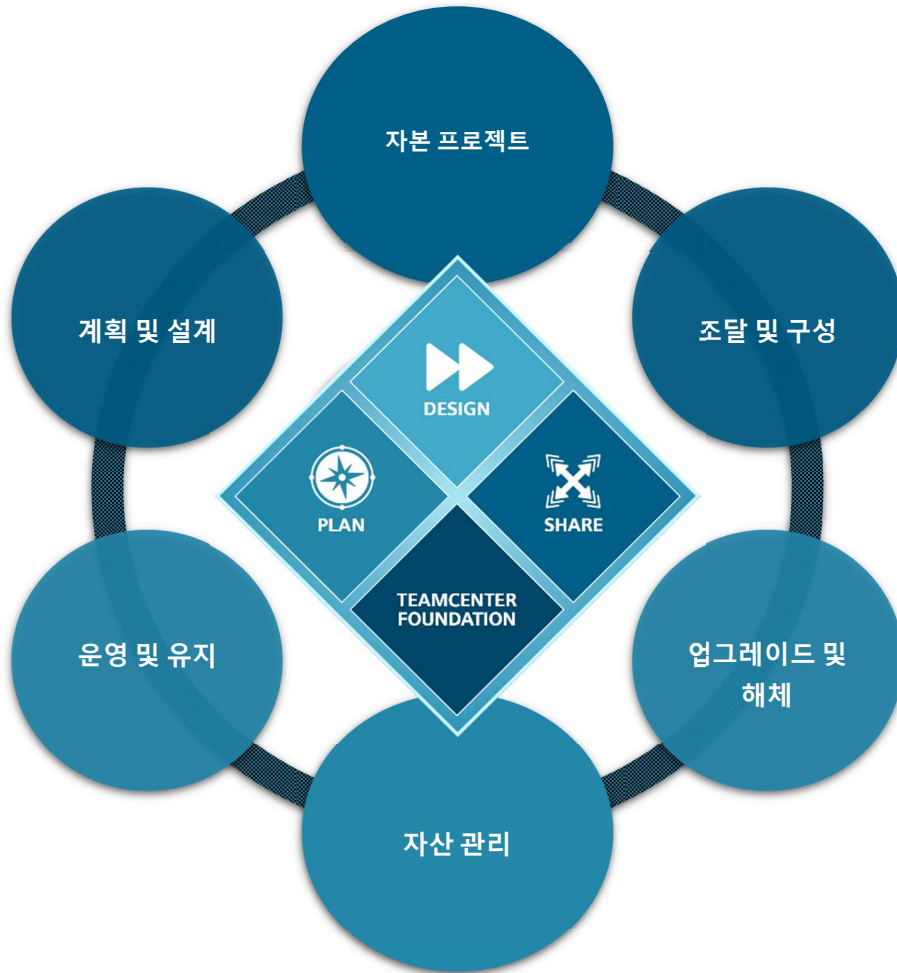 자본 프로젝트
계획 및 설계
조달 및 구성
DESIGN
PLAN
SHARE
TEAMCENTER
FOUNDATION
운영 및 유지
업그레이드 및
해체
자산 관리